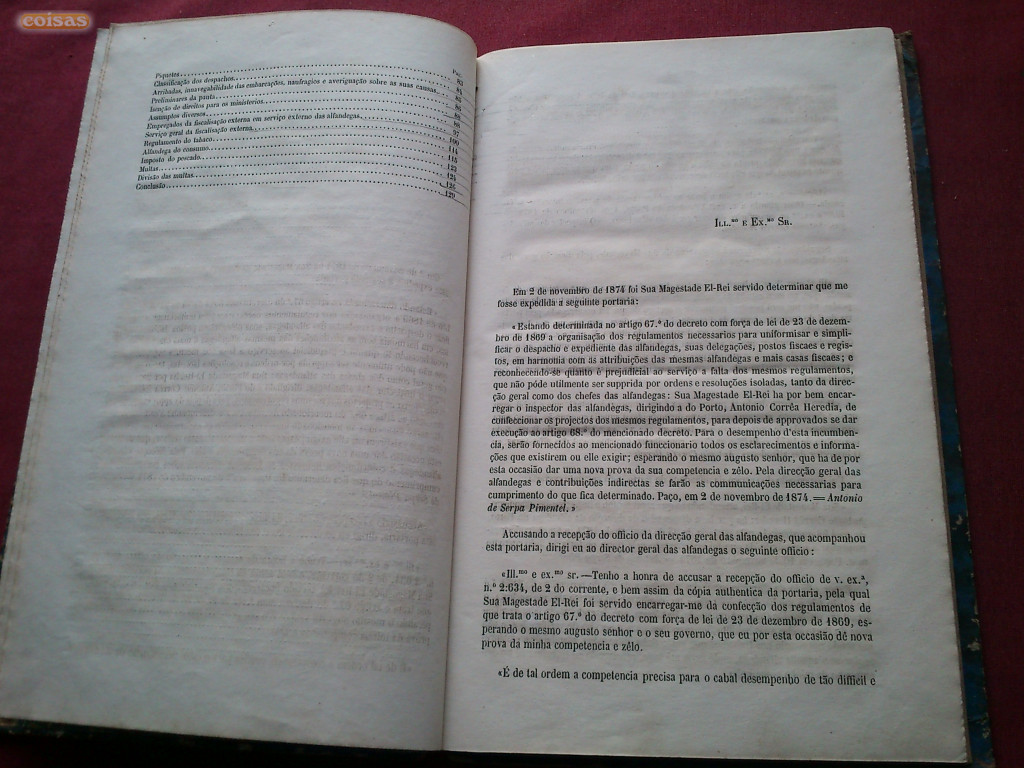 coisas
Pag.
Piquetes 83
Classificação dos despachos 84
Arribadas, innavegabilidade das embarcações, naufragios e averiguação sobre as suas causas 85
Preliminares da pauta 86
Isenção de direitos para os ministerios 88
Assumptos diversos
Empregados da fiscalisação externa em serviço externo das alfandegas
Serviço geral da fiscalisação externa 97
Regulamento do tabaco 100
Alfandega do consumo 114
Imposto do pescado 115
Multas 123
Divisão das multas 124
Conclusão 129
Ill.mo e Ex.mo Sr.
Em 2 de novembro de 1874 foi Sua Magestade El-Rei servido determinar que me
fosse expedida a seguinte portaria:
«Estando determinada no artigo 67.º do decreto com força de lei de 23 de dezem-
bro de 1869 a organisação dos regulamentos necessarios para uniformisar e simpli-
ficar o despacho e expediente das alfandegas, suas delegações, postos fiscaes e regis-
tos, em harmonia com as attribuições das mesmas alfandegas e mais casas fiscaes; e
reconhecendo-se quanto é prejudicial ao serviço a falta dos mesmos regulamentos,
que não póde utilmente ser supprida por ordens e resoluções isoladas, tanto da direc-
ção geral como dos chefes das alfandegas: Sua Magestade El-Rei ha por bem encar-
regar o inspector das alfandegas, dirigindo a do Porto, Antonio Corrêa Heredia, de
confeccionar os projectos dos mesmos regulamentos, para depois de approvados se dar
execução ao artigo 68.º do mencionado decreto. Para o desempenho d'esta incumben-
cia, serão fornecidos ao mencionado funccionario todos os esclarecimentos e informa-
ções que existirem ou elle exigir; esperando o mesmo augusto senhor, que ha de por
esta occasião dar uma nova prova da sua competencia e zêlo. Pela direcção geral das
alfandegas e contribuições indirectas se farão as communicações necessarias para
cumprimento do que fica determinado. Paço, em 2 de novembro de 1874.=Antonio
de Serpa Pimentel.»
Accusando a recepção do officio da direcção geral das alfandegas, que acompanhou
esta portaria, dirigi eu ao director geral das alfandegas o seguinte officio:
«Ill.mo e ex.mo sr.—Tenho a honra de accusar a recepção do officio de v. ex.ª,
n.º 2:634, de 2 do corrente, e bem assim da cópia authentica da portaria, pela qual
Sua Magestade El-Rei foi servido encarregar-me da confecção dos regulamentos de
que trata o artigo 67.º do decreto com força de lei de 23 de dezembro de 1869, es-
perando o mesmo augusto senhor e o seu governo, que eu por esta occasião dê nova
prova da minha competencia e zêlo.
«É de tal ordem a competencia precisa para o cabal desempenho de tão difficil e